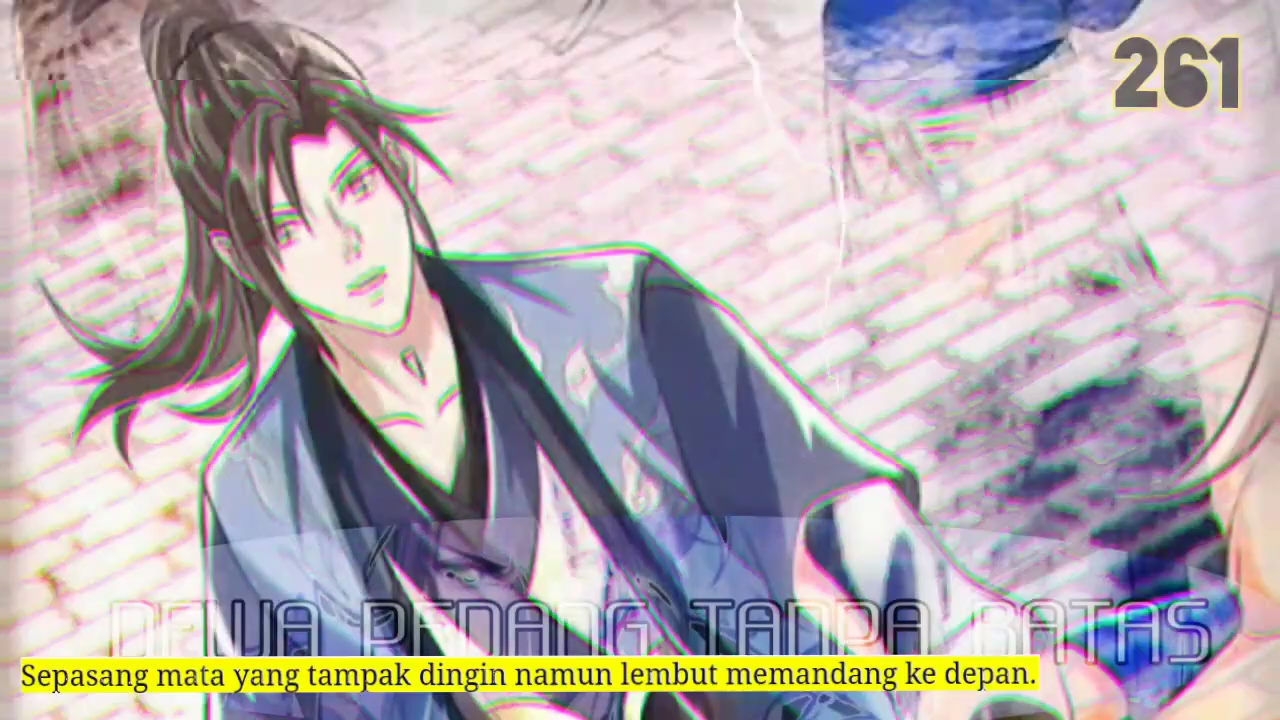 261
DEWA PEDANG TANPA BATAS
Sepasang mata yang tampak dingin namun lembut memandang ke depan.